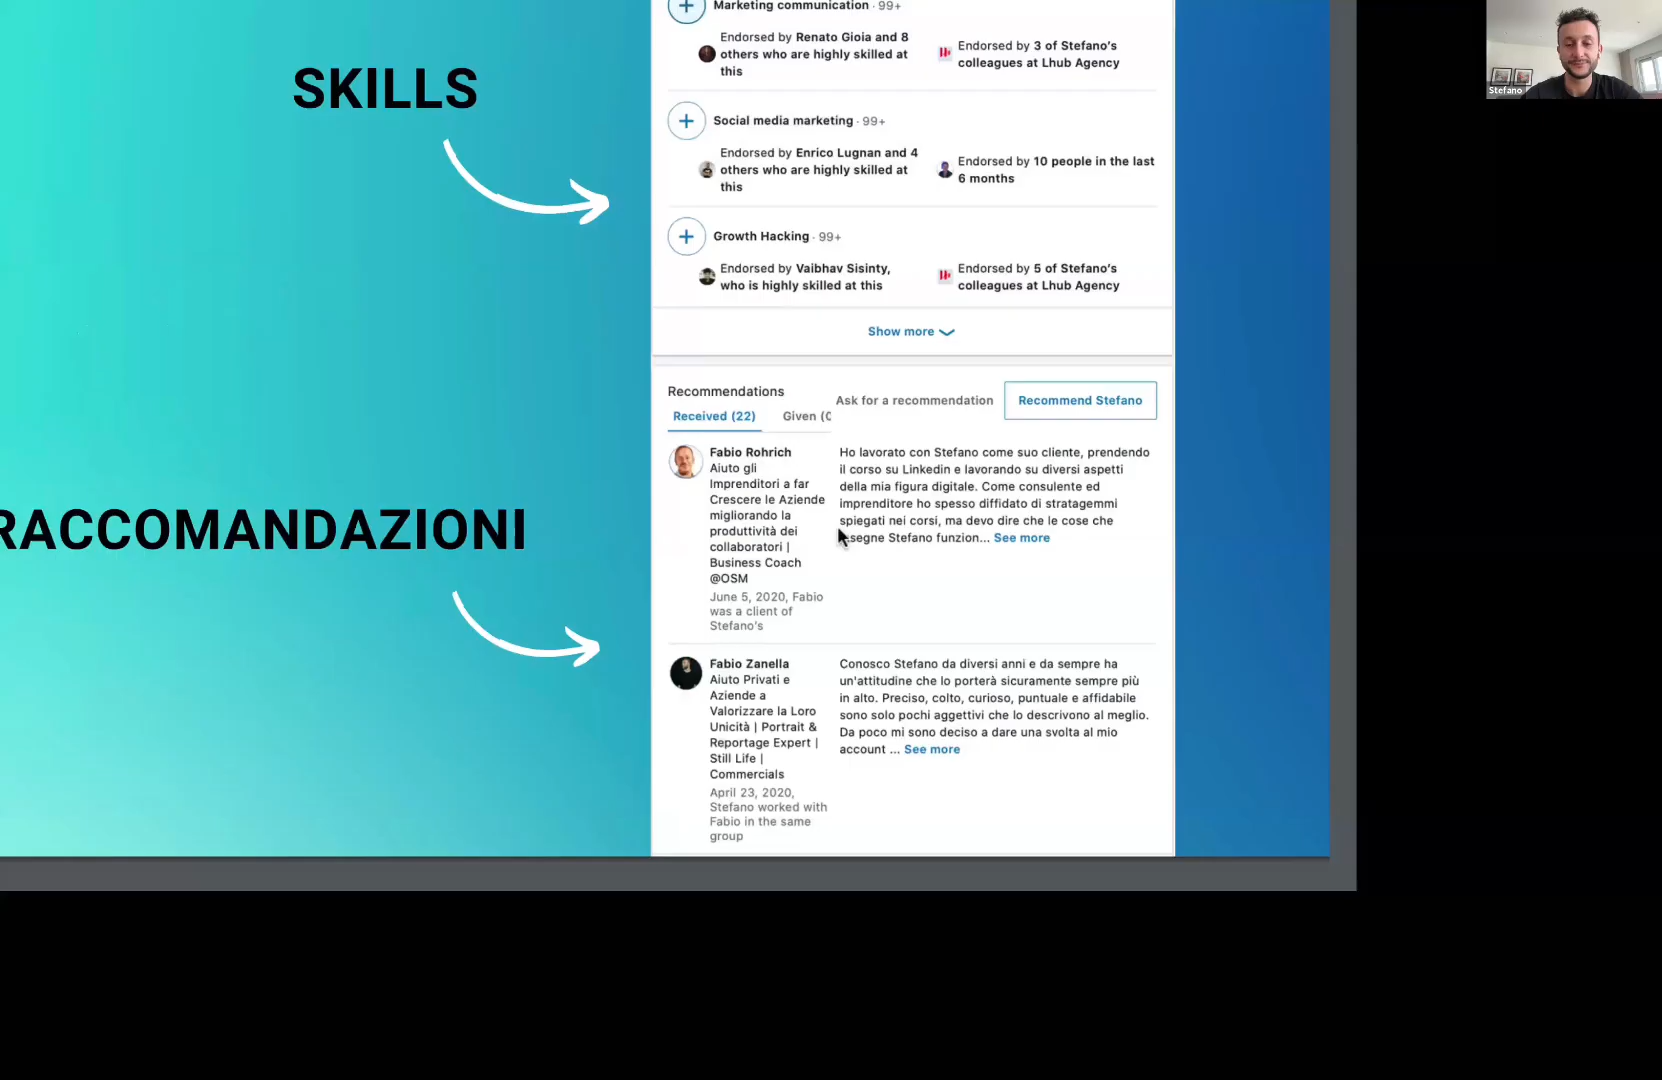 Marketing communication · 99+
Endorsed by Renato Gioia and 8
others who are highly skilled at
this
Endorsed by 3 of Stefano's
colleagues at Lhub Agency
Stefano
SKILLS
Social media marketing · 99+
Endorsed by Enrico Lugnan and 4
others who are highly skilled at
this
Endorsed by 10 people in the last
6 months
Growth Hacking · 99+
Endorsed by Vaibhav Sisinty,
who is highly skilled at this
Endorsed by 5 of Stefano's
colleagues at Lhub Agency
Show more
Recommendations
Ask for a recommendation
Recommend Stefano
Received (22)
Given (
RACCOMANDAZIONI
Fabio Rohrich
Aiuto gli
Imprenditori a far
Crescere le Aziende
migliorando la
produttività dei
collaboratori |
Business Coach
@OSM
June 5, 2020, Fabio
was a client of
Stefano's
Ho lavorato con Stefano come suo cliente, prendendo
il corso su Linkedin e lavorando su diversi aspetti
della mia figura digitale. Come consulente ed
imprenditore ho spesso diffidato di stratagemmi
spiegati nei corsi, ma devo dire che le cose che
segne Stefano funzion... See more
Fabio Zanella
Aiuto Privati e
Aziende a
Valorizzare la Loro
Unicità | Portrait &
Reportage Expert |
Still Life |
Commercials
April 23, 2020,
Stefano worked with
Fabio in the same
group
Conosco Stefano da diversi anni e da sempre ha
un'attitudine che lo porterà sicuramente sempre più
in alto. Preciso, colto, curioso, puntuale e affidabile
sono solo pochi aggettivi che lo descrivono al meglio.
Da poco mi sono deciso a dare una svolta al mio
account ... See more